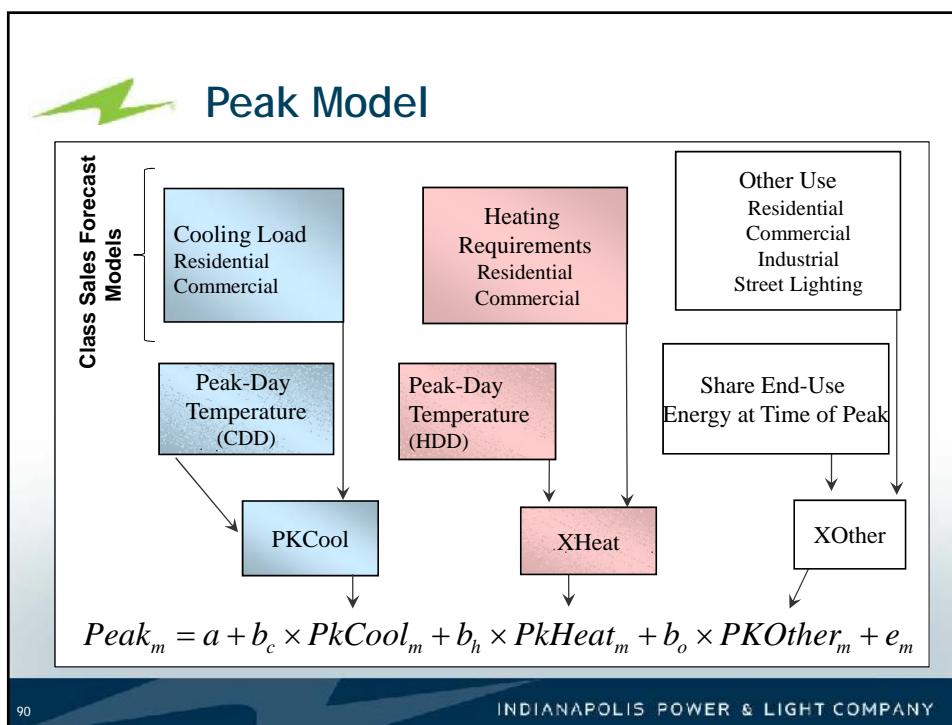 Peak Model
Class Sales Forecast
Models
Cooling Load
Residential
Commercial
Heating
Requirements
Residential
Commercial
Other Use
Residential
Commercial
Industrial
Street Lighting
Peak-Day
Temperature
(CDD)
Peak-Day
Temperature
(HDD)
Share End-Use
Energy at Time of Peak
PKCool
XHeat
XOther
Peak_m = a + b_c × PkCool_m + b_h × PkHeat_m + b_o × PKOther_m + e_m
90
INDIANAPOLIS POWER & LIGHT COMPANY